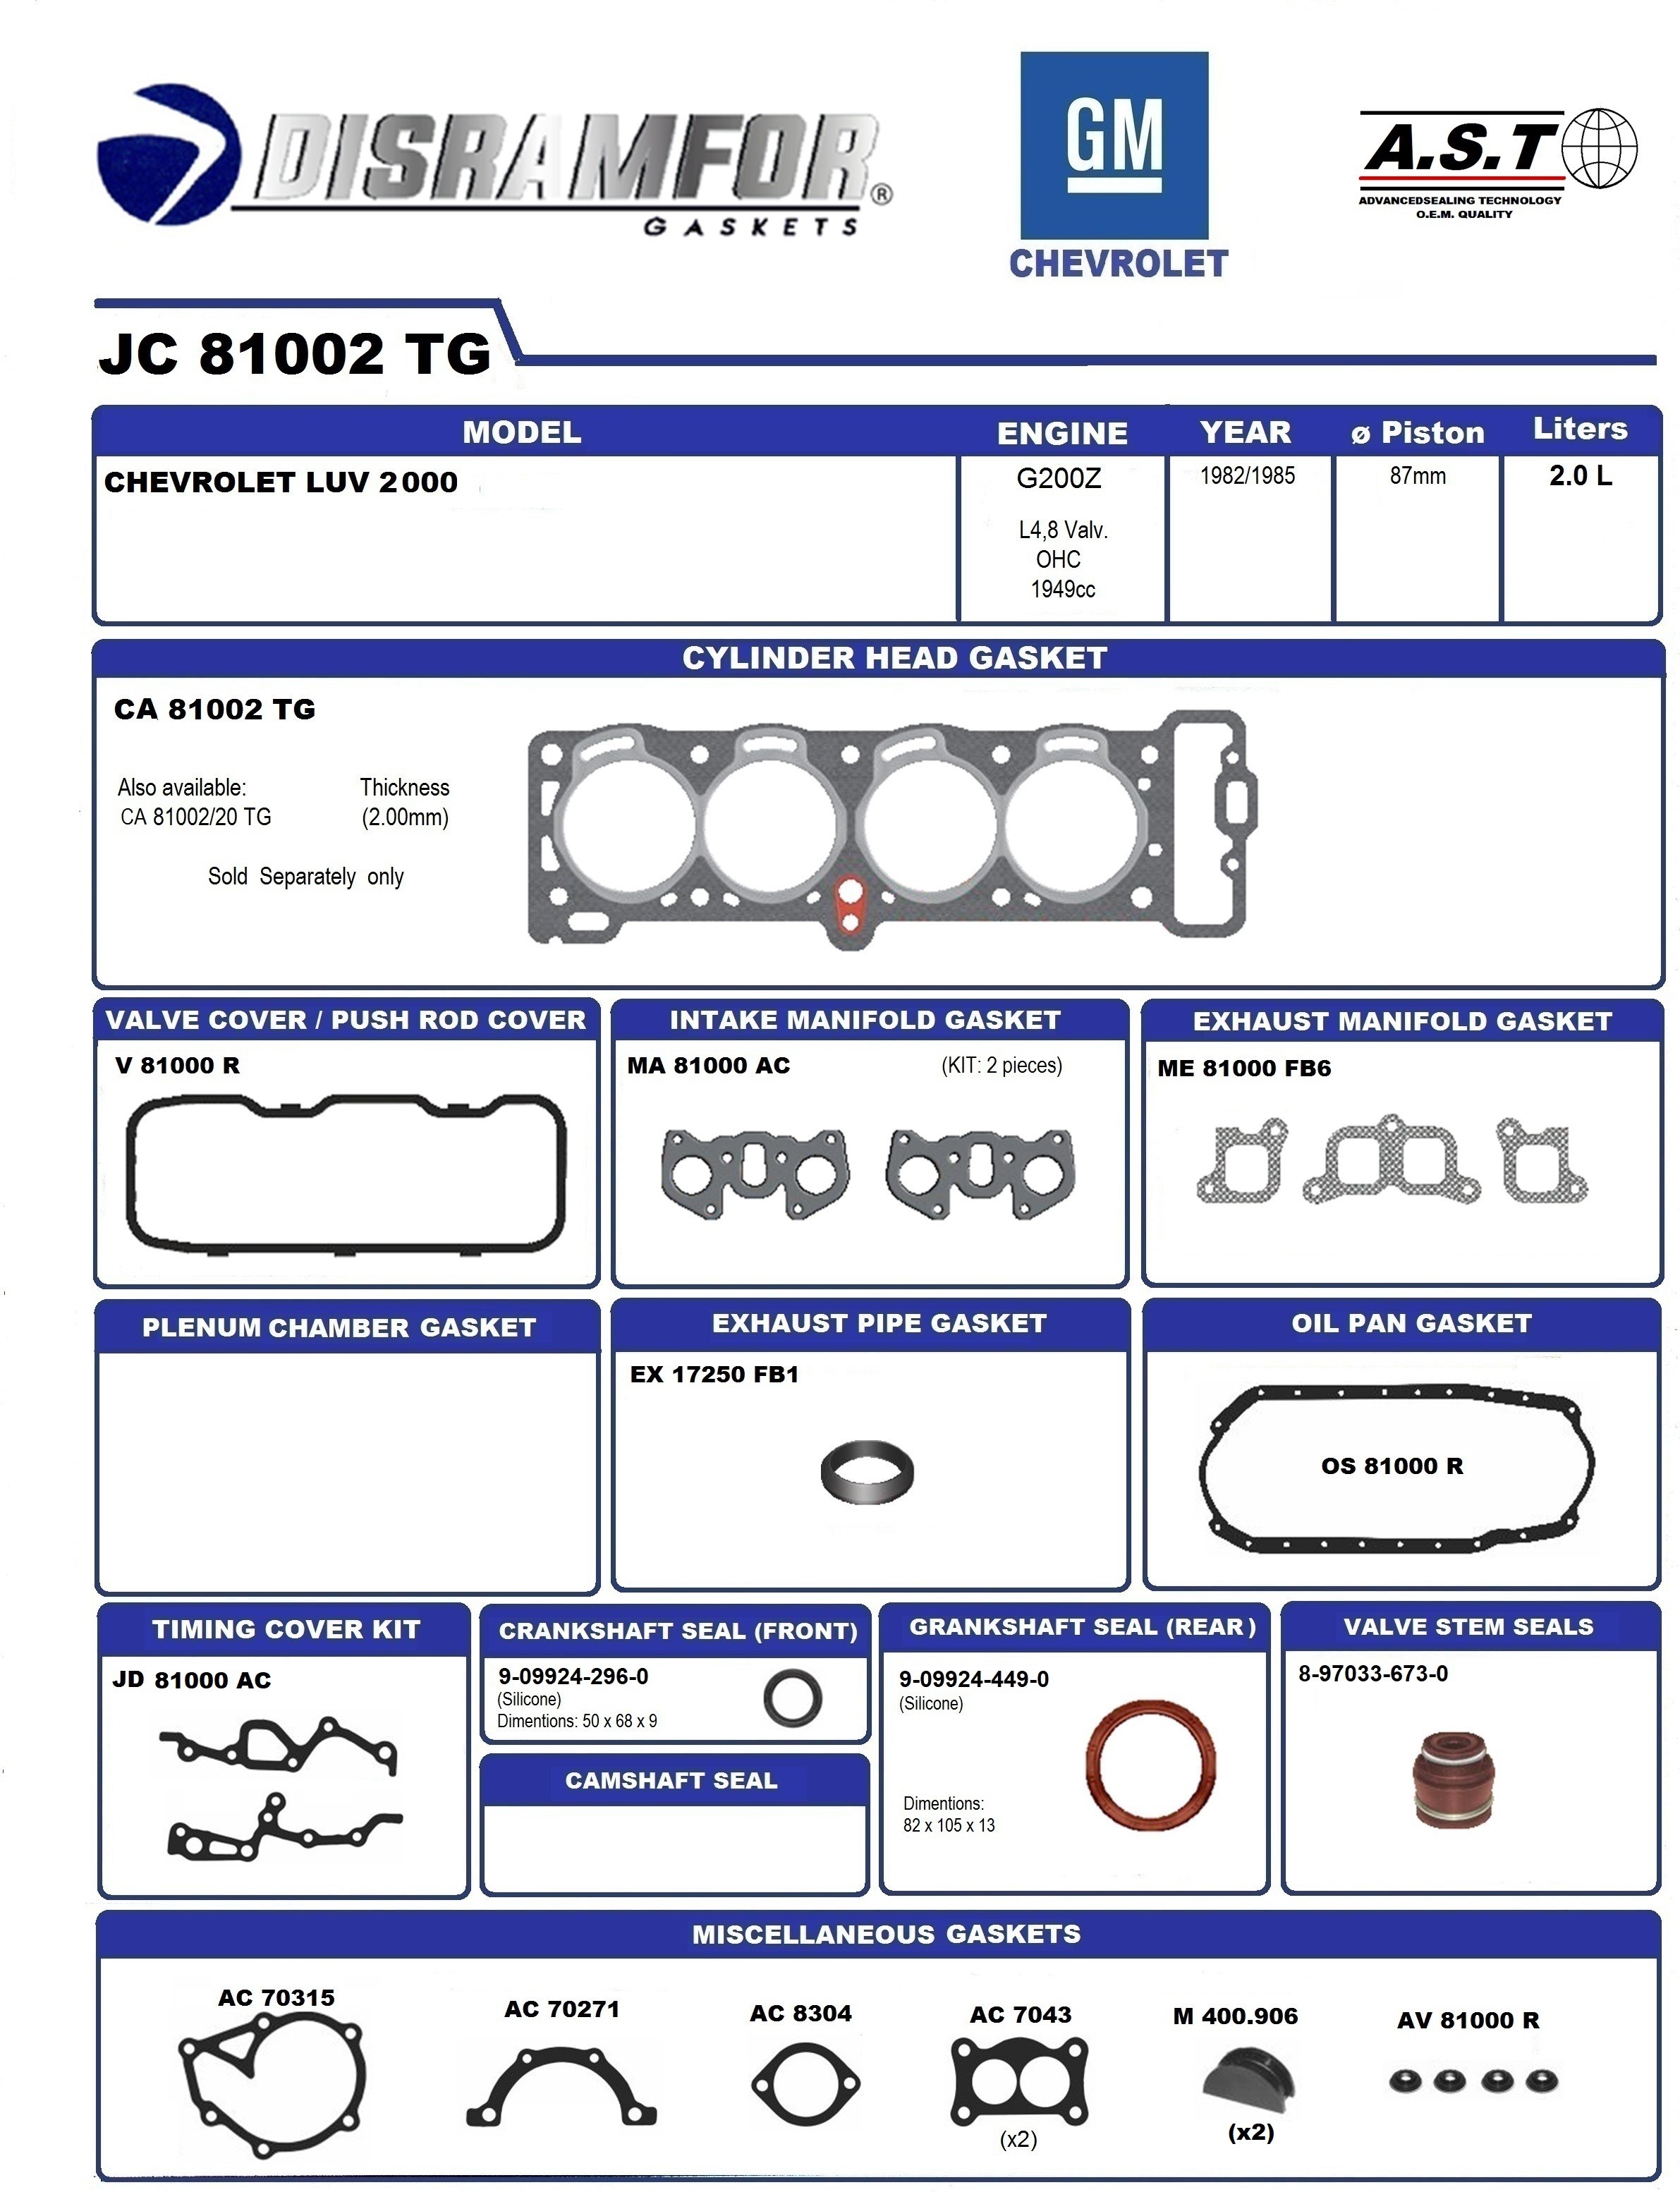 DISRAMFOR®
GASKETS
GM
CHEVROLET
A.S.T
ADVANCEDSEALING TECHNOLOGY
O.E.M. QUALITY
JC 81002 TG
MODEL ENGINE YEAR ø Piston Liters
CHEVROLET LUV 2000 G200Z 1982/1985 87mm 2.0 L
L4,8 Valv.
OHC
1949cc
CYLINDER HEAD GASKET
CA 81002 TG
Also available: Thickness
CA 81002/20 TG (2.00mm)
Sold Separately only
VALVE COVER / PUSH ROD COVER
V 81000 R
INTAKE MANIFOLD GASKET
MA 81000 AC (KIT: 2 pieces)
EXHAUST MANIFOLD GASKET
ME 81000 FB6
PLENUM CHAMBER GASKET
EXHAUST PIPE GASKET
EX 17250 FB1
OIL PAN GASKET
OS 81000 R
TIMING COVER KIT
JD 81000 AC
CRANKSHAFT SEAL (FRONT)
9-09924-296-0
(Silicone)
Dimentions: 50 x 68 x 9
CAMSHAFT SEAL
GRANKSHAFT SEAL (REAR)
9-09924-449-0
(Silicone)
Dimentions:
82 x 105 x 13
VALVE STEM SEALS
8-97033-673-0
MISCELLANEOUS GASKETS
AC 70315
AC 70271
AC 8304
AC 7043
(x2)
M 400.906
(x2)
AV 81000 R